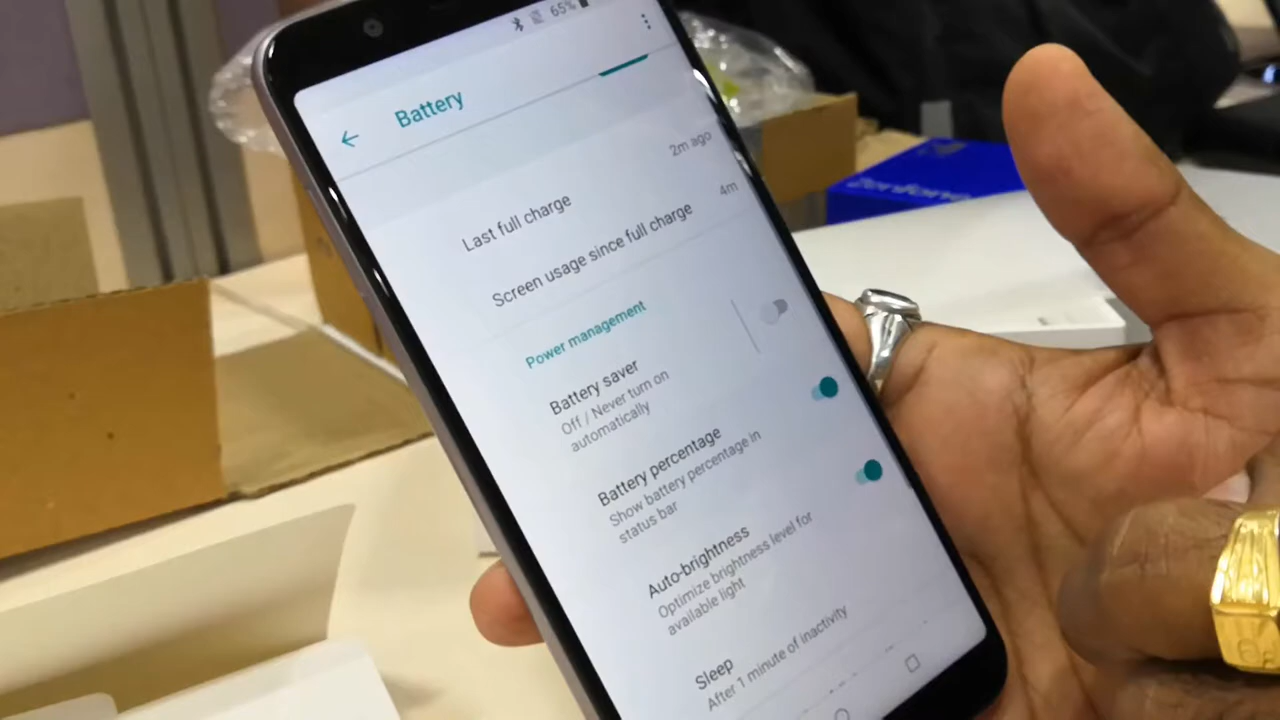 65%
Battery
2m ago
Last full charge
4m
Screen usage since full charge
Power management
Battery saver
Off / Never turn on
automatically
Battery percentage
Show battery percentage in
status bar
Auto-brightness
Optimize brightness level for
available light
Sleep
After 1 minute of inactivity
Zenfone